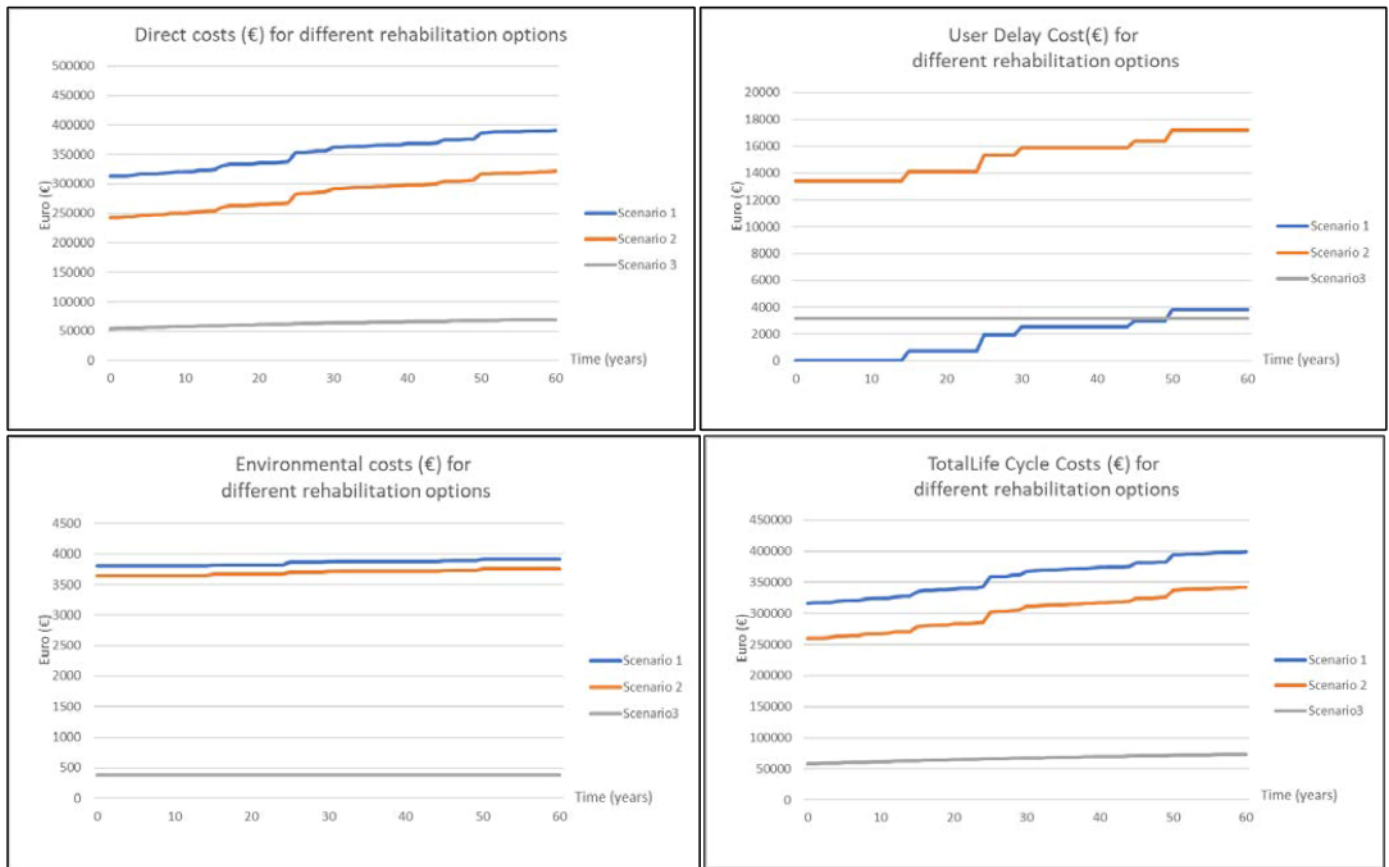 Direct costs (€) for different rehabilitation options
500000
450000
400000
350000
300000
250000
200000
150000
100000
50000
0
Euro (€)
0 10 20 30 40 50 60
Time (years)
Scenario 1
Scenario 2
Scenario 3
User Delay Cost(€) for
different rehabilitation options
20000
18000
16000
14000
12000
10000
8000
6000
4000
2000
0
Euro (€)
0 10 20 30 40 50 60
Time (years)
Scenario 1
Scenario 2
Scenario3
Environmental costs (€) for
different rehabilitation options
4500
4000
3500
3000
2500
2000
1500
1000
500
0
Euro (€)
0 10 20 30 40 50 60
Time (years)
Scenario 1
Scenario 2
Scenario3
TotalLife Cycle Costs (€) for
different rehabilitation options
450000
400000
350000
300000
250000
200000
150000
100000
50000
0
Euro (€)
0 10 20 30 40 50 60
Time (years)
Scenario 1
Scenario 2
Scenario3